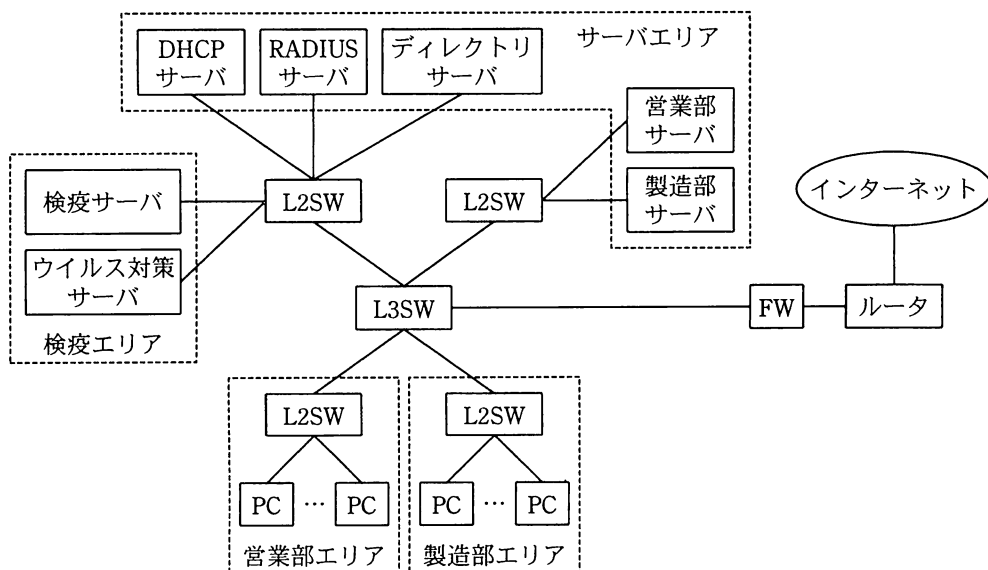 DHCP
サーバ
RADIUS
サーバ
ディレクトリ
サーバ
サーバエリア
営業部
サーバ
製造部
サーバ
検疫サーバ
ウイルス対策
サーバ
検疫エリア
L2SW
L2SW
インターネット
L3SW
FW
ルータ
L2SW
L2SW
PC
…
PC
PC
…
PC
営業部エリア
製造部エリア